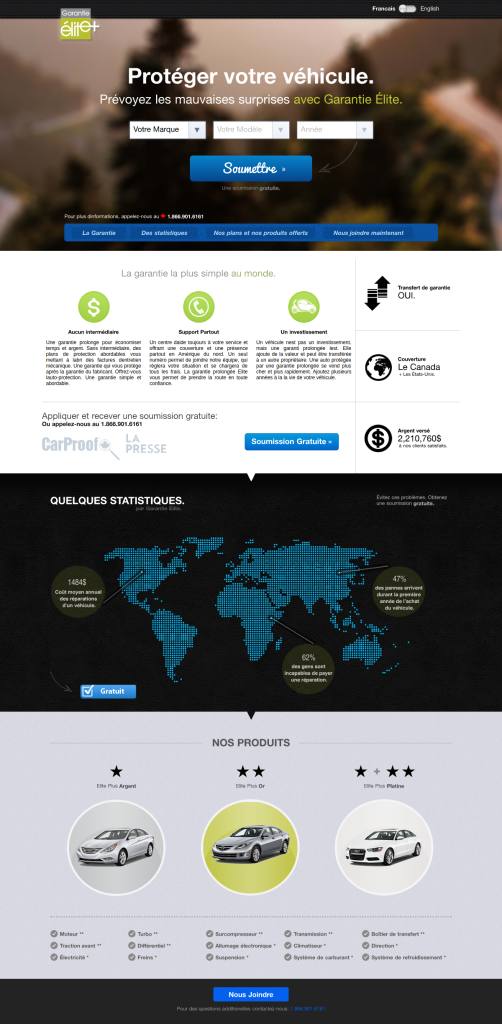 Francais English
Garantie
élite+
Protéger votre véhicule.
Prévoyez les mauvaises surprises avec Garantie Élite.
Votre Marque Votre Modèle Année
Soumettre »
Une soumission gratuite.
Pour plus dinformations, appelez-nous au 1.866.901.6161
La Garantie Des statistiques Nos plans et nos produits offerts Nous joindre maintenant
La garantie la plus simple au monde.
Aucun intermédiaire
Une garantie prolonge pour économiser
temps et argent. Sans intermédiaire, des
plans de protection abordables vous
mettant à labri des factures dentretien
mécanique. Une garantie qui vous protège
après la garantie du fabricant. Offrez-vous
lauto-protection. Une garantie simple et
abordable.
Support Partout
Un centre daide toujours à votre service et
offrant une couverture et une présence
partout en Amérique du nord. Un seul
numéro permet de joindre notre équipe, qui
règlera votre situation et se chargera de
tous les frais. La garantie prolongée Elite
vous permet de prendre la route en toute
confiance.
Un investissement
Un véhicule nest pas un investissement,
mais une garanti prolongée lest. Elle
ajoute de la valeur et peut être transférée
à un autre propriétaire. Une auto protégée
par une garantie prolongée se vend plus
cher et plus rapidement. Ajoutez plusieurs
années à la vie de votre véhicule.
Transfert de garantie
OUI.
Couverture
Le Canada
+ Les États-Unis.
Argent versé
2,210,760$
à nos clients satisfaits.
Appliquer et recever une soumission gratuite:
Ou appelez-nous au 1.866.901.6161
CarProof
LA
PRESSE
Soumission Gratuite »
QUELQUES STATISTIQUES.
par Garantie Élite.
Évitez ces problèmes. Obtenez
une soumission gratuite.
1484$
Coût moyen annuel
des réparations
d'un véhicule.
47%
des pannes arrivent
durant la première
année de l'achat
du véhicule.
62%
des gens sont
incapables de payer
une réparation.
Gratuit
NOS PRODUITS
Elite Plus Argent
Elite Plus Or
Elite Plus Platine
Moteur ** Turbo ** Surcompresseur ** Transmission ** Boîtier de transfert **
Traction avant ** Différentiel ** Allumage électronique * Climatiseur * Direction *
Électricité * Freins * Suspension * Système de carburant * Système de refroidissement *
Nous Joindre
Pour des questions additionelles contactez-nous: 1.866.901.6161